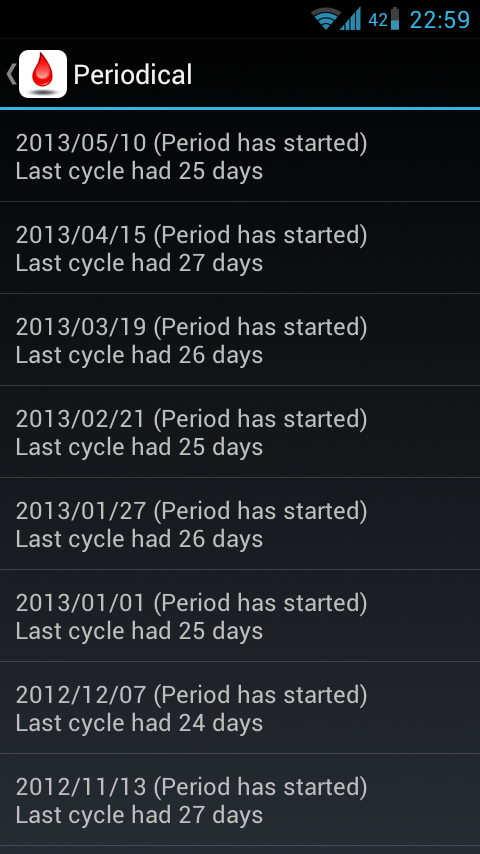 42 22:59
Periodical
2013/05/10 (Period has started)
Last cycle had 25 days
2013/04/15 (Period has started)
Last cycle had 27 days
2013/03/19 (Period has started)
Last cycle had 26 days
2013/02/21 (Period has started)
Last cycle had 25 days
2013/01/27 (Period has started)
Last cycle had 26 days
2013/01/01 (Period has started)
Last cycle had 25 days
2012/12/07 (Period has started)
Last cycle had 24 days
2012/11/13 (Period has started)
Last cycle had 27 days